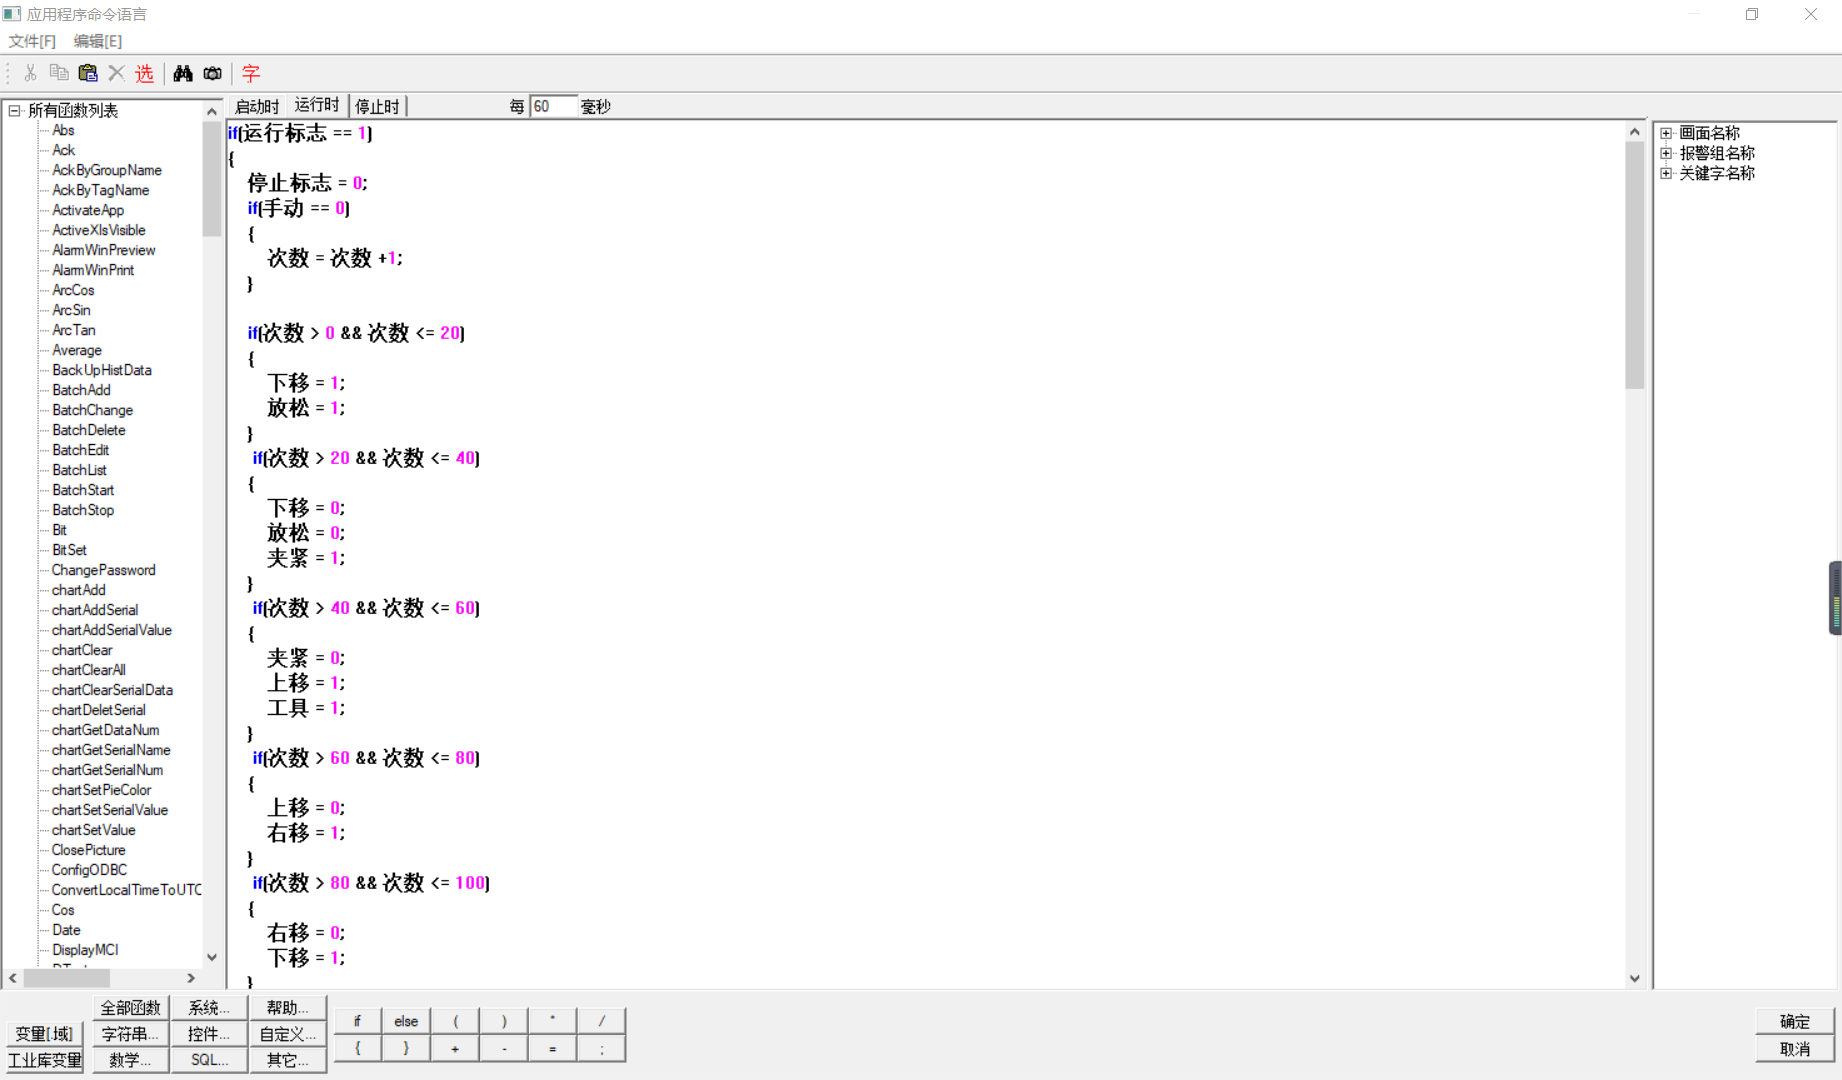 应用程序命令语言
文件[F] 编辑[E]
选 字
所有函数列表
Abs
Ack
AckByGroupName
AckByTagName
ActivateApp
ActiveXlsVisible
AlarmWinPreview
AlarmWinPrint
ArcCos
ArcSin
ArcTan
Average
BackUpHistData
BatchAdd
BatchChange
BatchDelete
BatchEdit
BatchList
BatchStart
BatchStop
Bit
BitSet
ChangePassword
chartAdd
chartAddSerial
chartAddSerialValue
chartClear
chartClearAll
chartClearSerialData
chartDeletSerial
chartGetDataNum
chartGetSerialName
chartGetSerialNum
chartSetPieColor
chartSetSerialValue
chartSetValue
ClosePicture
ConfigODBC
ConvertLocalTimeToUTC
Cos
Date
DisplayMCI
启动时 运行时 停止时 每 60 毫秒
if(运行标志 == 1)
{
停止标志 = 0;
if(手动 == 0)
{
次数 = 次数 +1;
}
if(次数 > 0 && 次数 <= 20)
{
下移 = 1;
放松 = 1;
}
if(次数 > 20 && 次数 <= 40)
{
下移 = 0;
放松 = 0;
夹紧 = 1;
}
if(次数 > 40 && 次数 <= 60)
{
夹紧 = 0;
上移 = 1;
工具 = 1;
}
if(次数 > 60 && 次数 <= 80)
{
上移 = 0;
右移 = 1;
}
if(次数 > 80 && 次数 <= 100)
{
右移 = 0;
下移 = 1;
}
画面名称
报警组名称
关键字名称
全部函数 系统... 帮助...
变量[.域] 字符串... 控件... 自定义...
工业库变量 数学... SQL... 其它...
if else ( ) * /
{ } + - = ;
确定
取消